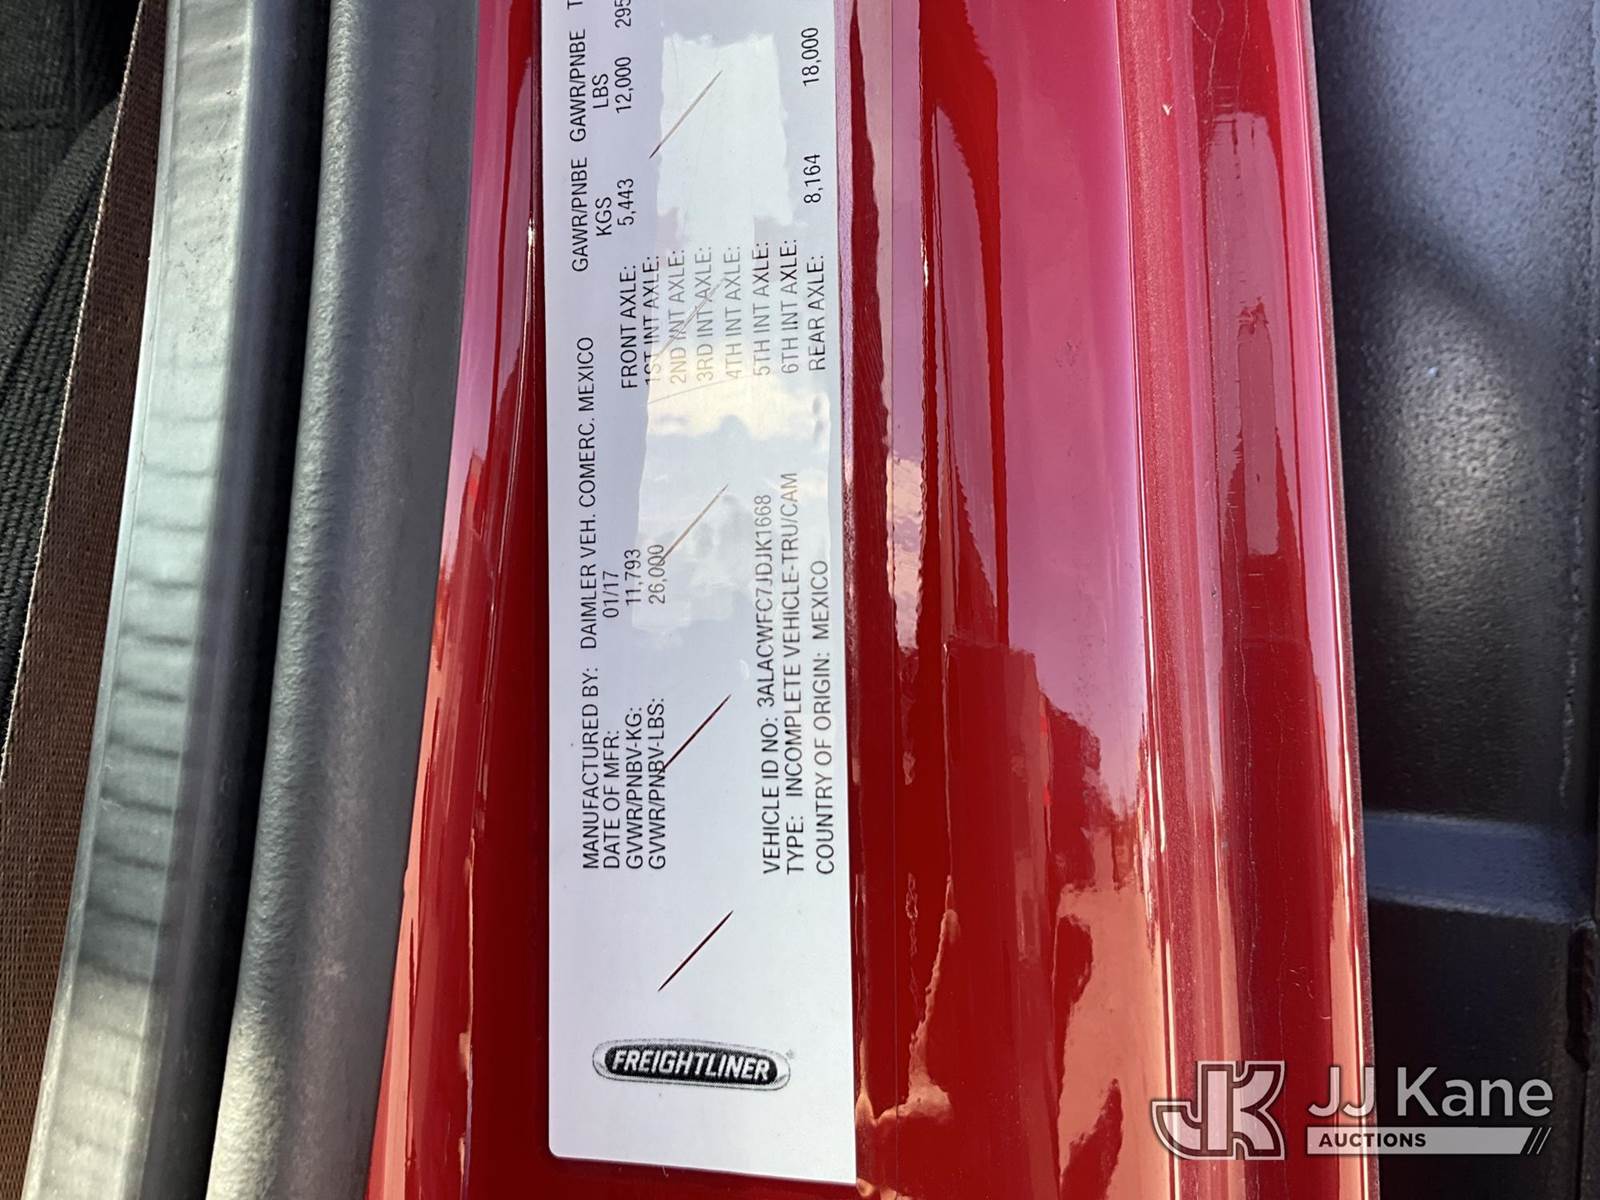 FREIGHTLINER
MANUFACTURED BY: DAIMLER VEH. COMERC. MEXICO
DATE OF MFR: 01/17
GVWR/PNBV-KG: 11,793
GVWR/PNBV-LBS: 26,000
VEHICLE ID NO: 3ALACWFC7JDJK1668
TYPE: INCOMPLETE VEHICLE-TRU/CAM
COUNTRY OF ORIGIN: MEXICO
GAWR/PNBE GAWR/PNBE
KGS LBS
FRONT AXLE: 5,443 12,000
1ST INT AXLE:
2ND INT AXLE:
3RD INT AXLE:
4TH INT AXLE:
5TH INT AXLE:
6TH INT AXLE:
REAR AXLE: 8,164 18,000
JK JJ Kane
AUCTIONS